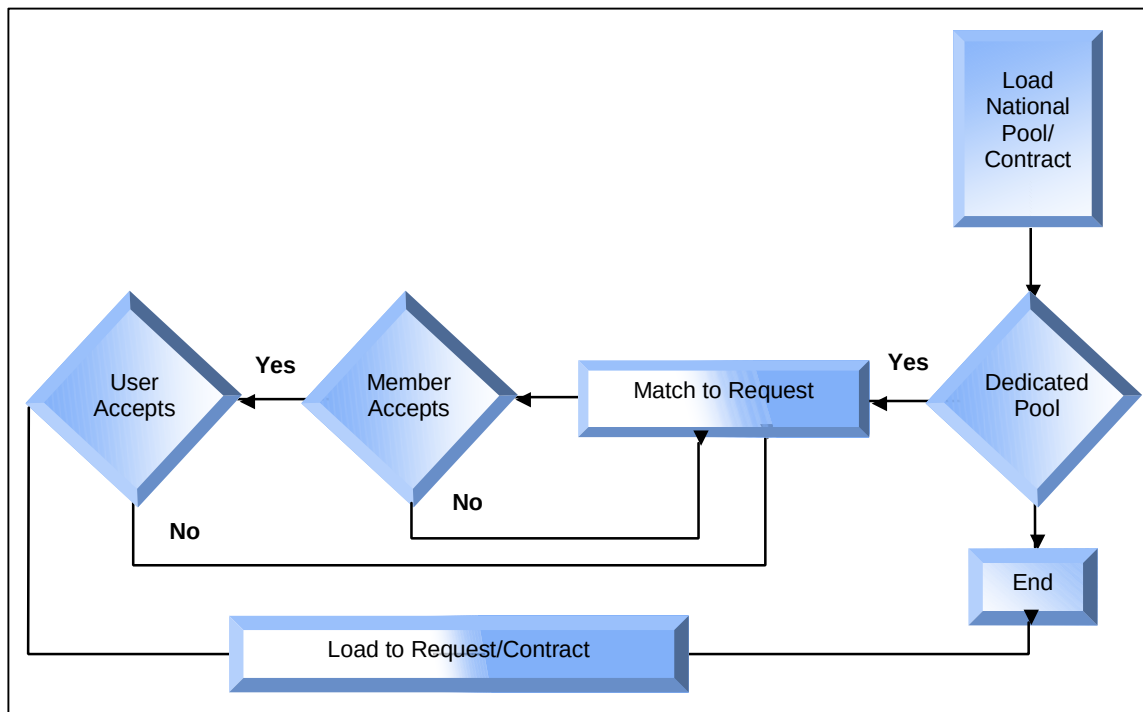 Load
National
Pool/
Contract
User
Accepts
Yes
Member
Accepts
Match to Request
Yes
Dedicated
Pool
No
No
End
Load to Request/Contract